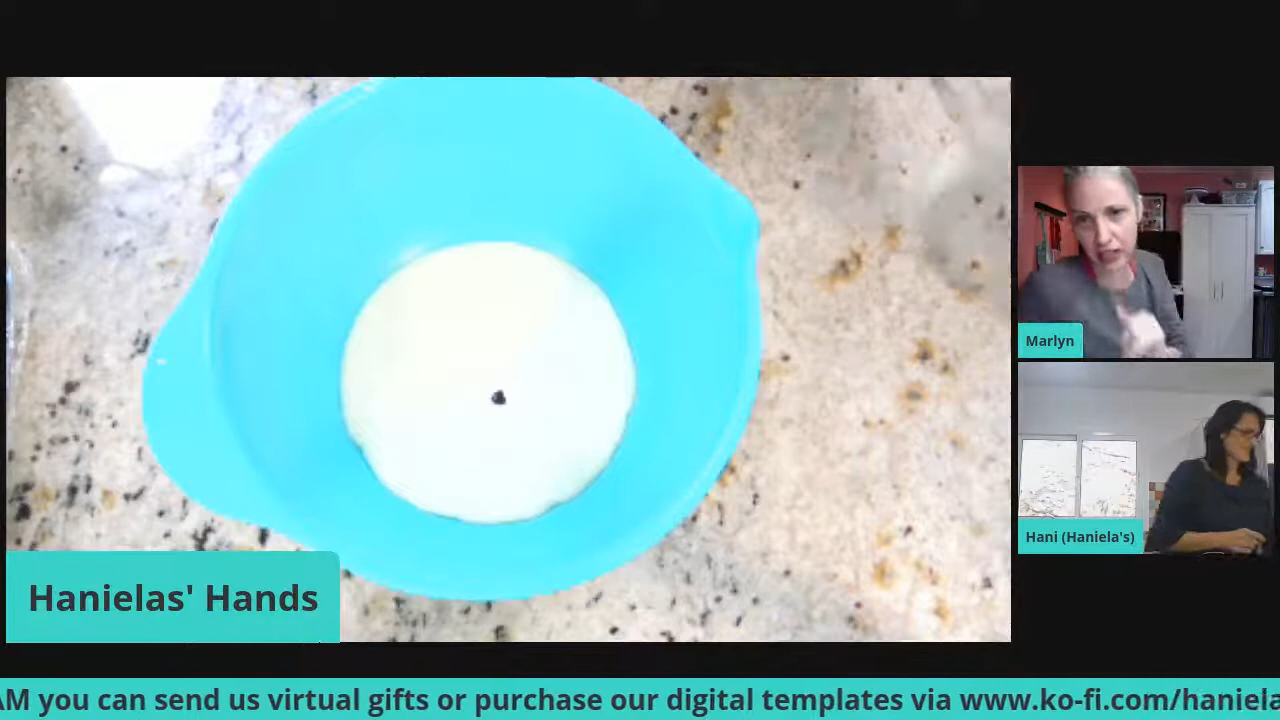 Marlyn
Hani (Haniela's)
Hanielas' Hands
AM you can send us virtual gifts or purchase our digital templates via www.ko-fi.com/haniela